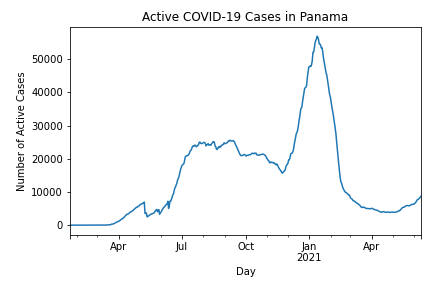 Active COVID-19 Cases in Panama
Number of Active Cases
50000
40000
30000
20000
10000
0
Apr
Jul
Oct
Jan
2021
Apr
Day